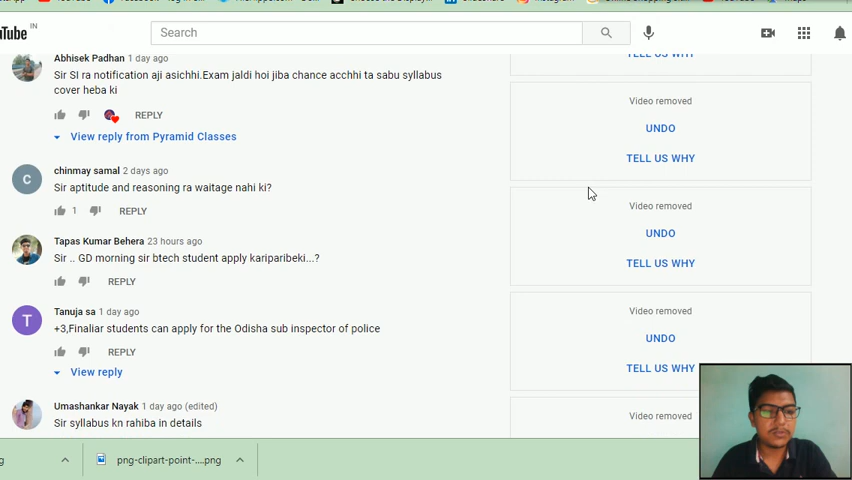 uTube IN
Search
Abhisek Padhan 1 day ago
Sir SI ra notification aji asichhi.Exam jaldi hoi jiba chance acchhi ta sabu syllabus
cover heba ki
REPLY
View reply from Pyramid Classes
C
chinmay samal 2 days ago
Sir aptitude and reasoning ra waitage nahi ki?
1
REPLY
Tapas Kumar Behera 23 hours ago
Sir .. GD morning sir btech student apply kariparibeki...?
REPLY
T
Tanuja sa 1 day ago
+3,Finaliar students can apply for the Odisha sub inspector of police
REPLY
View reply
Umashankar Nayak 1 day ago (edited)
Sir syllabus kn rahiba in details
TELL US WHY
Video removed
UNDO
TELL US WHY
Video removed
UNDO
TELL US WHY
Video removed
UNDO
TELL US WHY
Video removed
g
png-clipart-point-....png